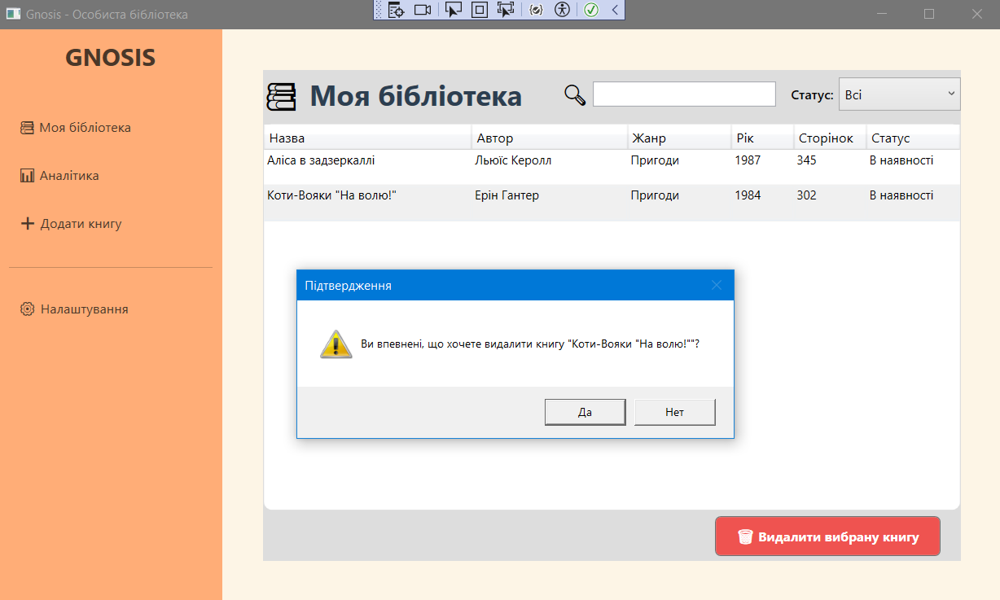 Gnosis - Особиста бібліотека
GNOSIS
Моя бібліотека
Аналітика
Додати книгу
Налаштування
Моя бібліотека
Статус: Всі
Назва Автор Жанр Рік Сторінок Статус
Аліса в задзеркаллі Льюїс Керолл Пригоди 1987 345 В наявності
Коти-Вояки "На волю!" Ерін Гантер Пригоди 1984 302 В наявності
Підтвердження
Ви впевнені, що хочете видалити книгу "Коти-Вояки "На волю!""?
Да Нет
Видалити вибрану книгу